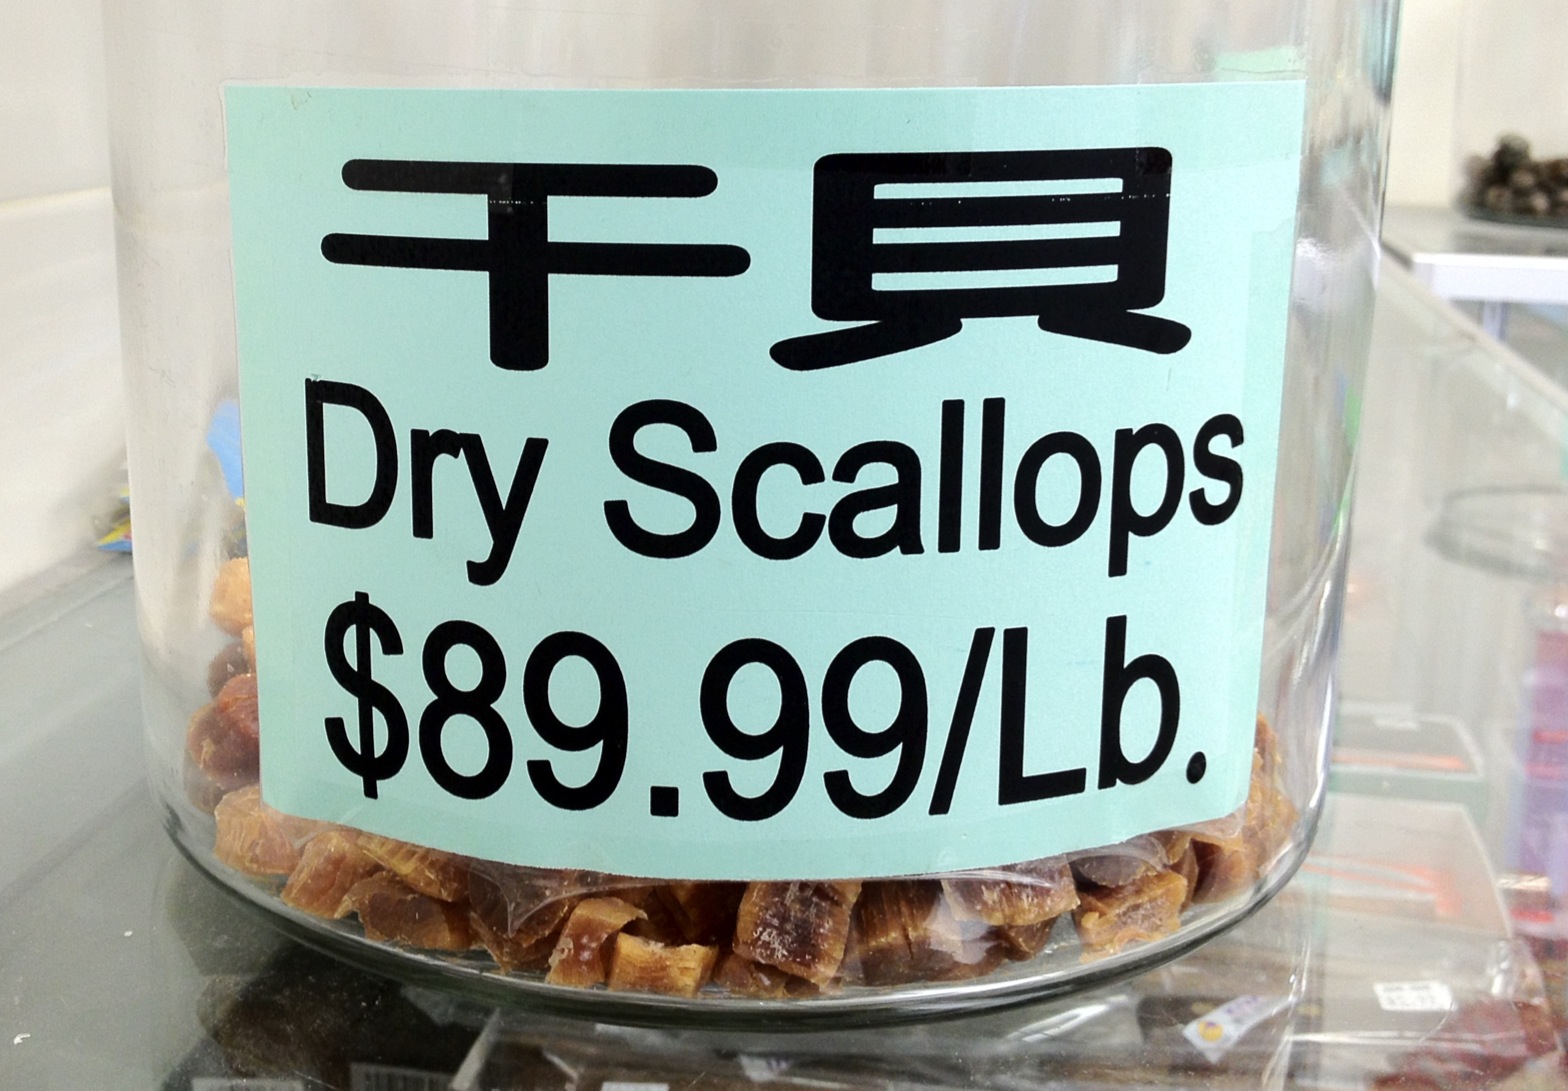 干貝
Dry Scallops
$89.99/Lb.